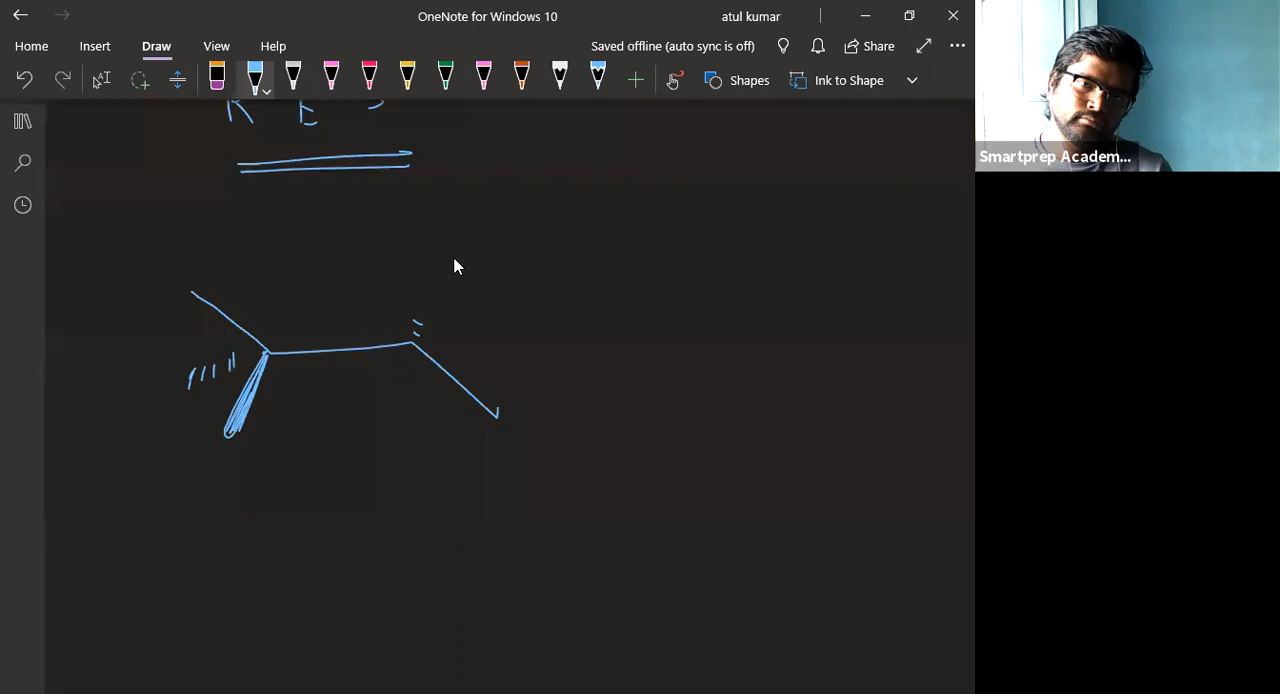 OneNote for Windows 10
atul kumar
Home Insert Draw View Help
Saved offline (auto sync is off)
Share
Shapes
Ink to Shape
Smartprep Academ...
R E